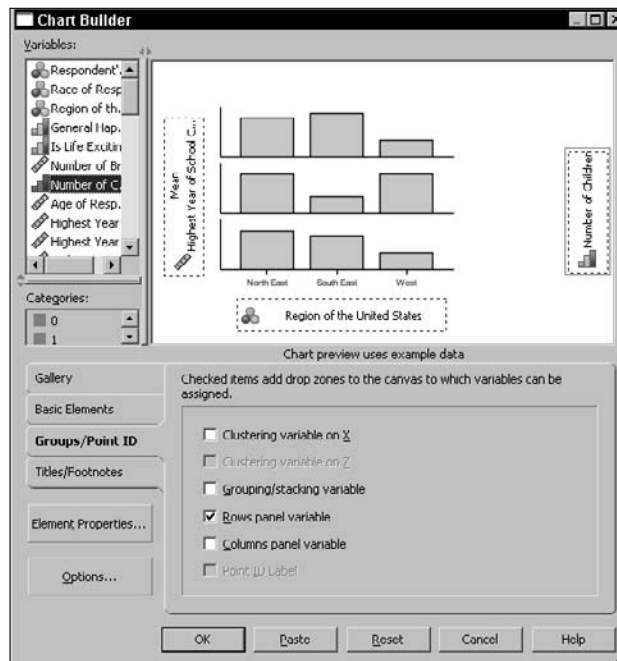 Chart Builder
Variables:
Respondent'.
Race of Resp
Region of th.
General Hap.
Is Life Excitin
Number of Br
Number of C.
Age of Resp.
Highest Year
Highest Year
Categories:
0
1
Mean
Highest Year of School C...
North East
South East
West
Region of the United States
Number of Children
Chart preview uses example data
Gallery
Basic Elements
Groups/Point ID
Titles/Footnotes
Element Properties...
Options...
Checked items add drop zones to the canvas to which variables can be
assigned.
Clustering variable on X
Clustering variable on Z
Grouping/stacking variable
Rows panel variable
Columns panel variable
Point ID Label
OK
Paste
Reset
Cancel
Help